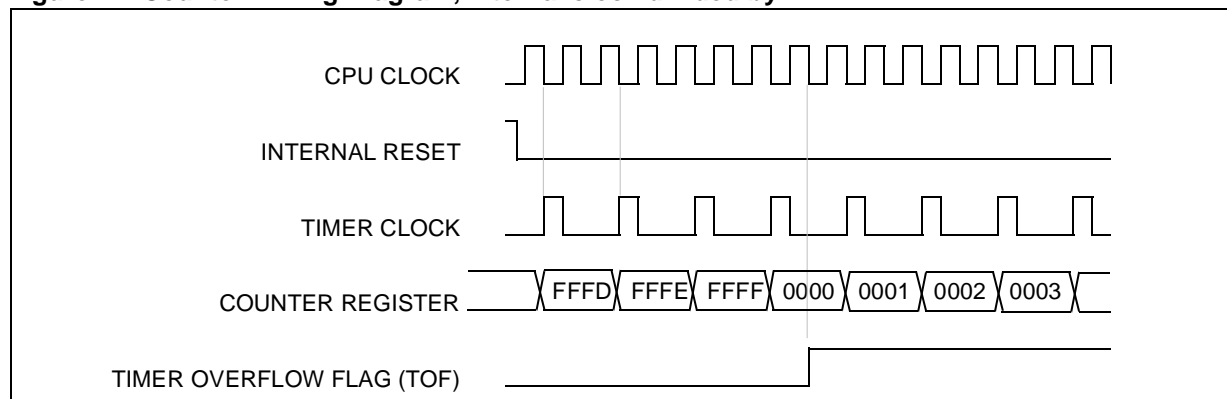 CPU CLOCK
INTERNAL RESET
TIMER CLOCK
COUNTER REGISTER FFFD FFFE FFFF 0000 0001 0002 0003
TIMER OVERFLOW FLAG (TOF)